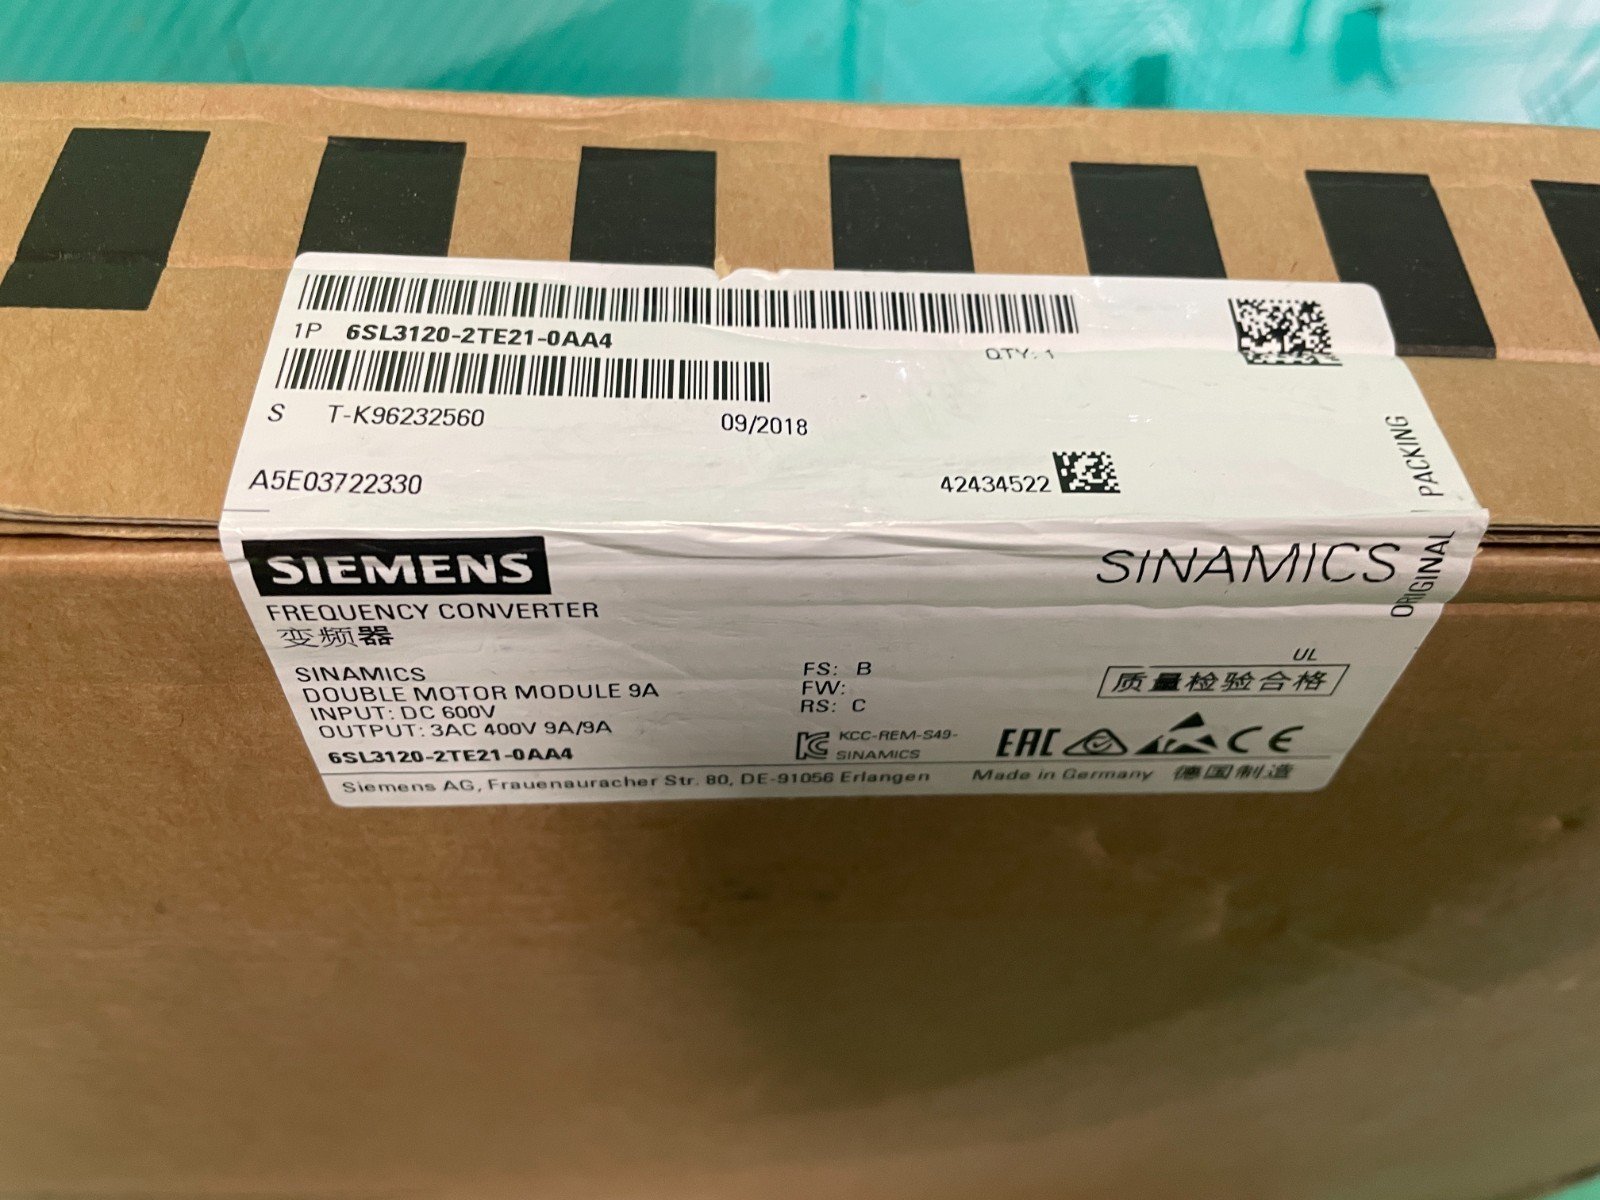 1P 6SL3120-2TE21-0AA4
QTY: 1
S T-K96232560 09/2018
A5E03722330 42434522
ORIGINAL PACKING
SIEMENS SINAMICS
FREQUENCY CONVERTER
变频器
SINAMICS
DOUBLE MOTOR MODULE 9A
INPUT: DC 600V
OUTPUT: 3AC 400V 9A/9A
6SL3120-2TE21-0AA4
FS: B
FW:
RS: C
KCC-REM-S49-
SINAMICS
UL
质量检验合格
EAC CE
Siemens AG, Frauenauracher Str. 80, DE-91056 Erlangen Made in Germany 德国制造